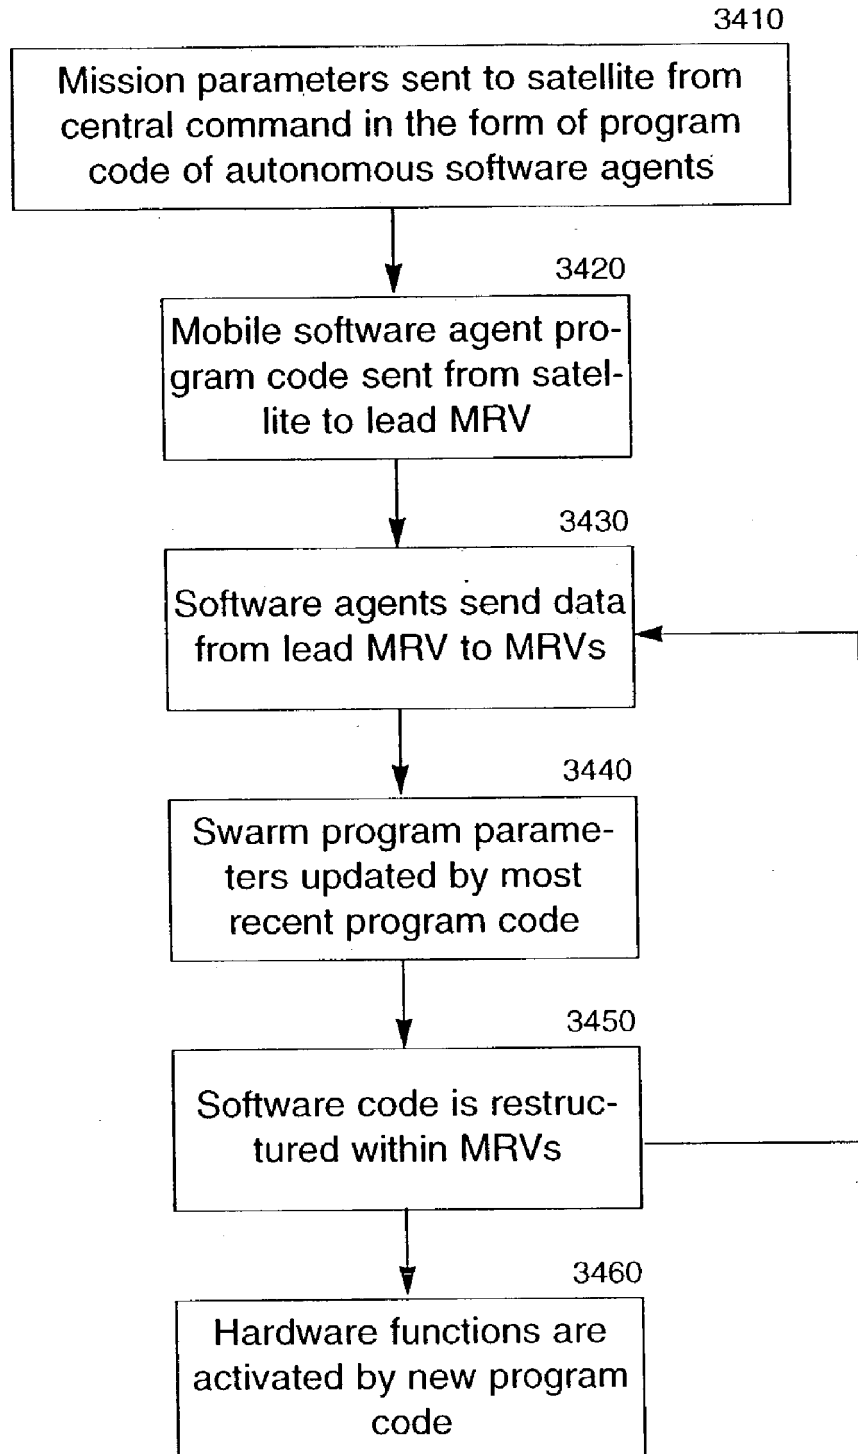 3410
Mission parameters sent to satellite from
central command in the form of program
code of autonomous software agents
3420
Mobile software agent pro-
gram code sent from satel-
lite to lead MRV
3430
Software agents send data
from lead MRV to MRVs
3440
Swarm program parame-
ters updated by most
recent program code
3450
Software code is restruc-
tured within MRVs
3460
Hardware functions are
activated by new program
code